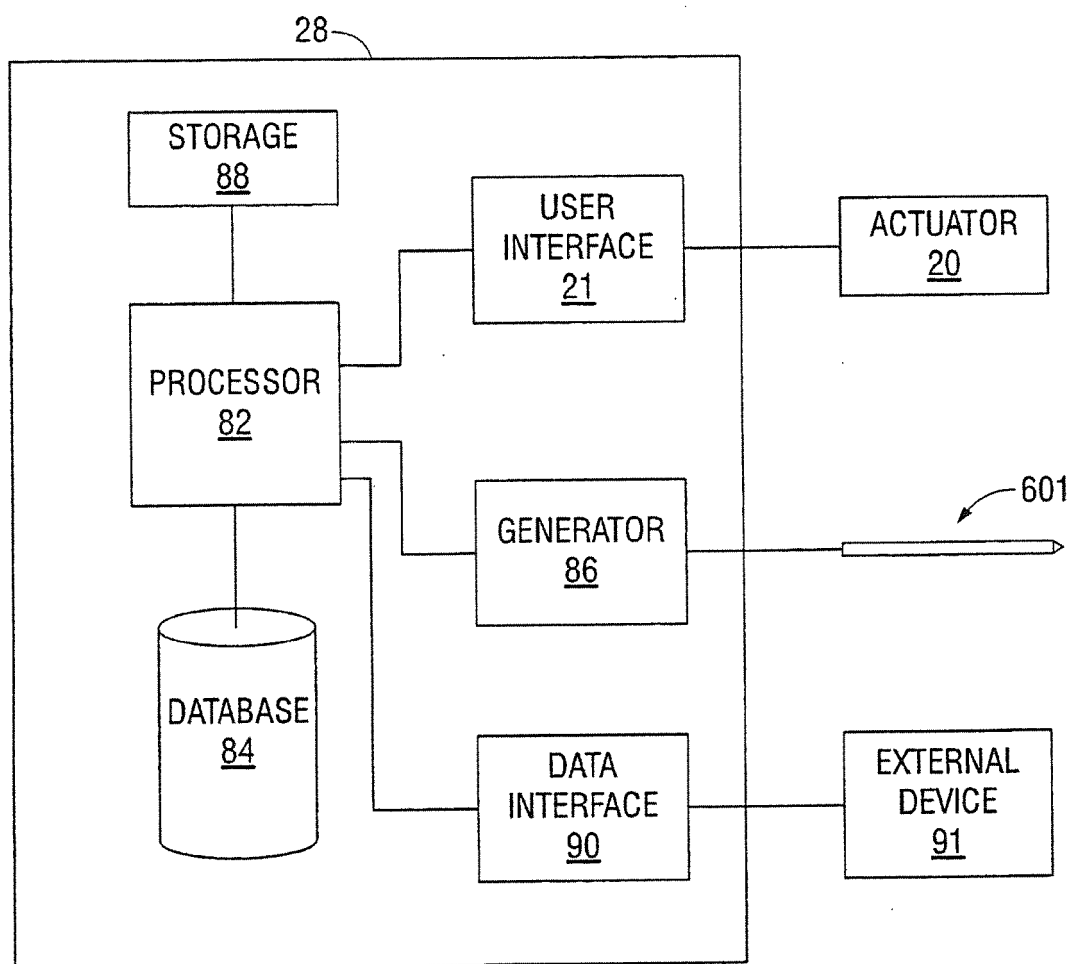 28
STORAGE
88
USER
INTERFACE
21
ACTUATOR
20
PROCESSOR
82
GENERATOR
86
601
DATABASE
84
DATA
INTERFACE
90
EXTERNAL
DEVICE
91